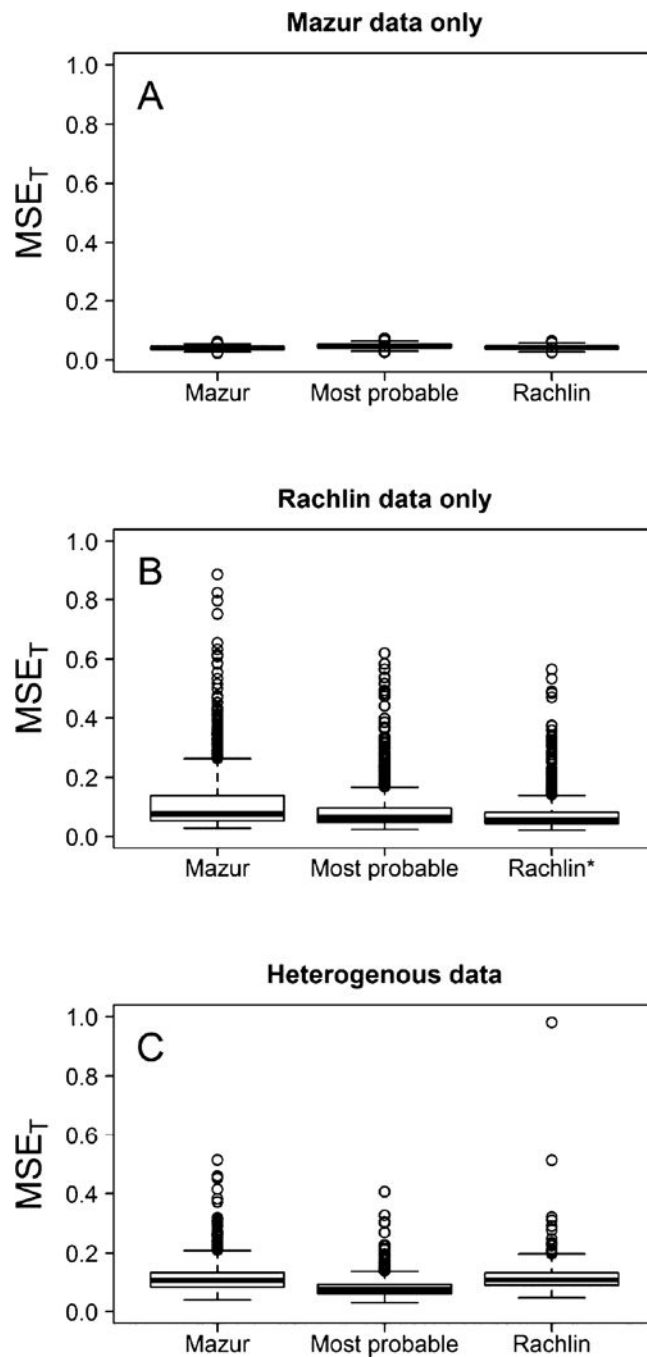 Mazur data only
A
MSE_T
1.0
0.8
0.6
0.4
0.2
0.0
Mazur Most probable Rachlin
Rachlin data only
B
MSE_T
1.0
0.8
0.6
0.4
0.2
0.0
Mazur Most probable Rachlin*
Heterogenous data
C
MSE_T
1.0
0.8
0.6
0.4
0.2
0.0
Mazur Most probable Rachlin